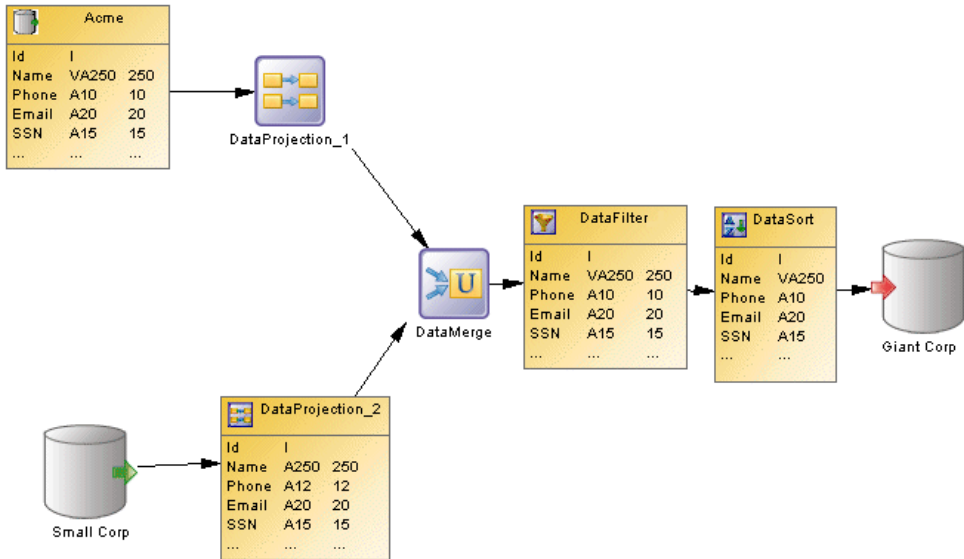 Acme
Id I
Name VA250 250
Phone A10 10
Email A20 20
SSN A15 15
... ... ...
DataProjection_1
DataFilter
Id I
Name VA250 250
Phone A10 10
Email A20 20
SSN A15 15
... ... ...
DataSort
Id I
Name VA250
Phone A10
Email A20
SSN A15
... ...
U
DataMerge
Giant Corp
DataProjection_2
Id I
Name A250 250
Phone A12 12
Email A20 20
SSN A15 15
... ... ...
Small Corp